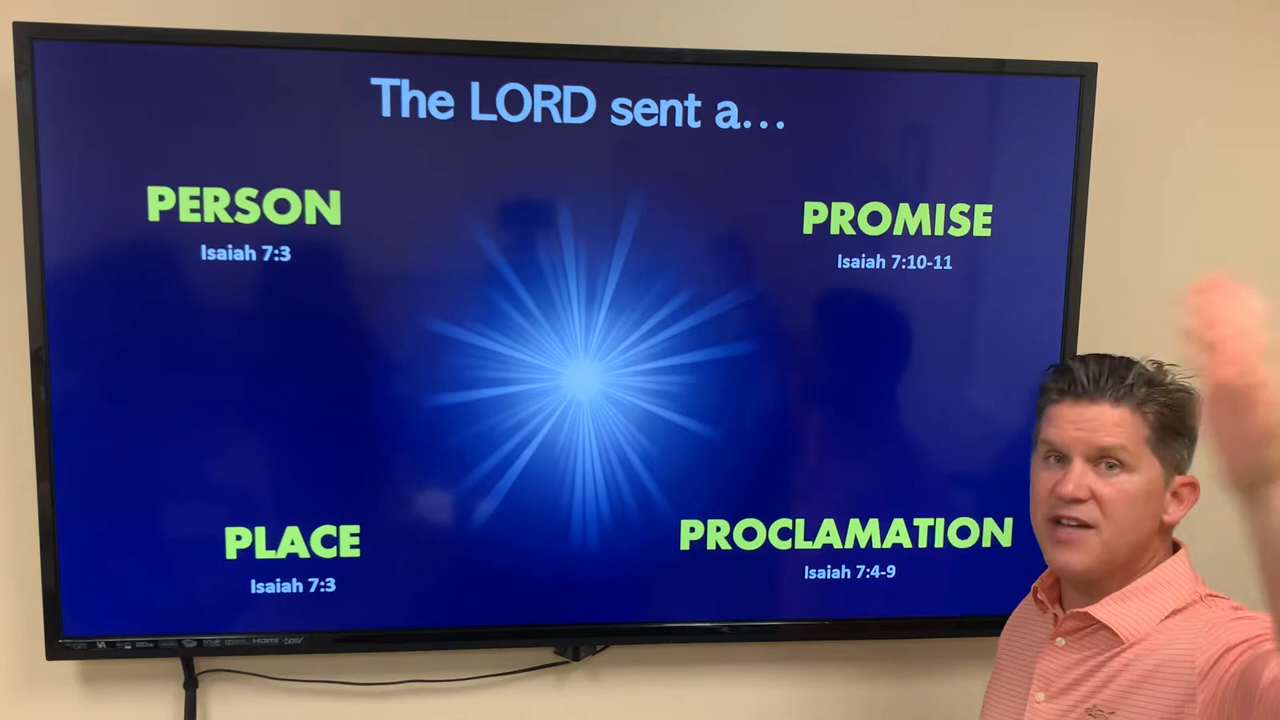 The LORD sent a...
PERSON
Isaiah 7:3
PROMISE
Isaiah 7:10-11
PLACE
Isaiah 7:3
PROCLAMATION
Isaiah 7:4-9
HDMI